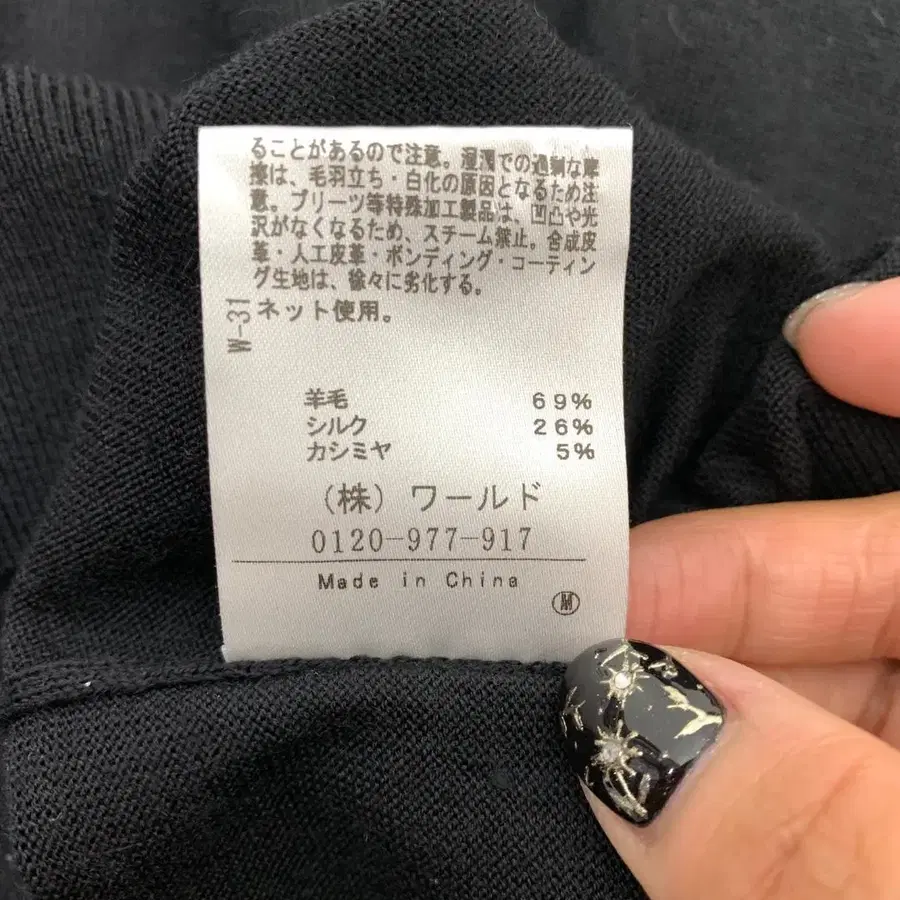 ることがあるので注意。湿潤での過剰な摩
擦は、毛羽立ち・白化の原因となるため注
意。プリーツ等特殊加工製品は、凹凸や光
沢がなくなるため、スチーム禁止。合成皮
革・人工皮革・ボンディング・コーティン
グ生地は、徐々に劣化する。
ネット使用。
W-31
羊毛 69%
シルク 26%
カシミヤ 5%
(株) ワールド
0120-977-917
Made in China